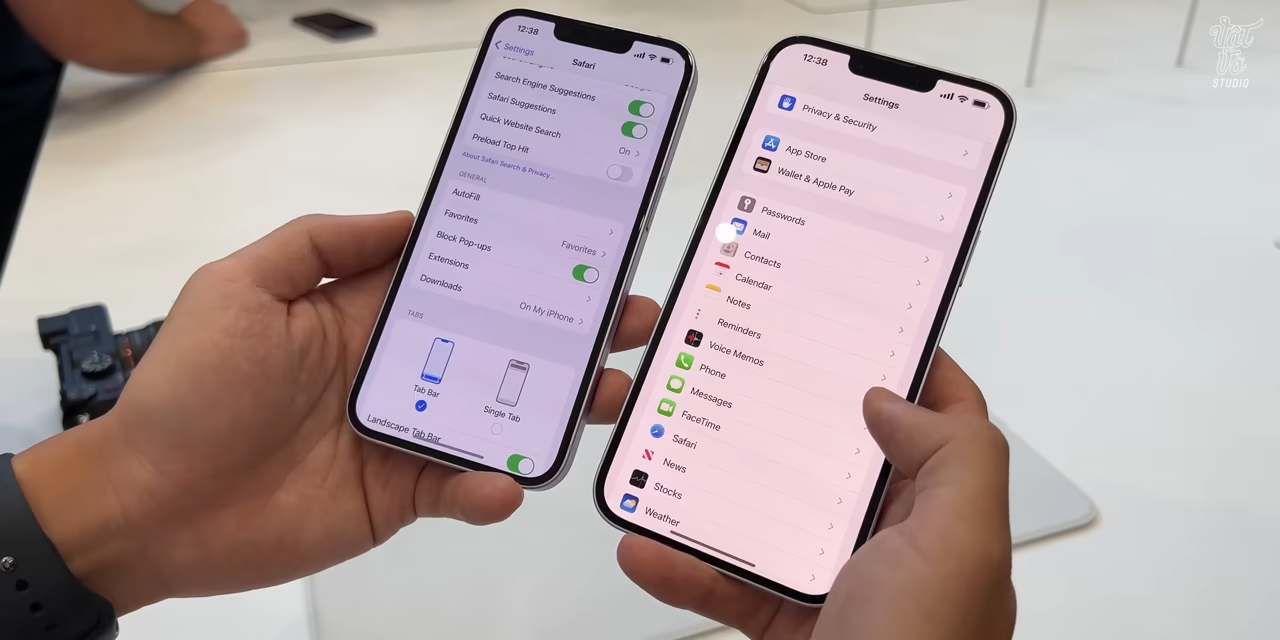 12:38
Settings
Safari
Search Engine Suggestions
Safari Suggestions
Quick Website Search
On
Preload Top Hit
About Safari Search & Privacy...
GENERAL
AutoFill
Favorites
Favorites
Block Pop-ups
Extensions
Downloads
On My iPhone
TABS
Tab Bar
Single Tab
Landscape Tab Bar
12:38
Settings
Privacy & Security
App Store
Wallet & Apple Pay
Passwords
Mail
Contacts
Calendar
Notes
Reminders
Voice Memos
Phone
Messages
FaceTime
Safari
News
Stocks
Weather
Vật
Vờ
STUDIO